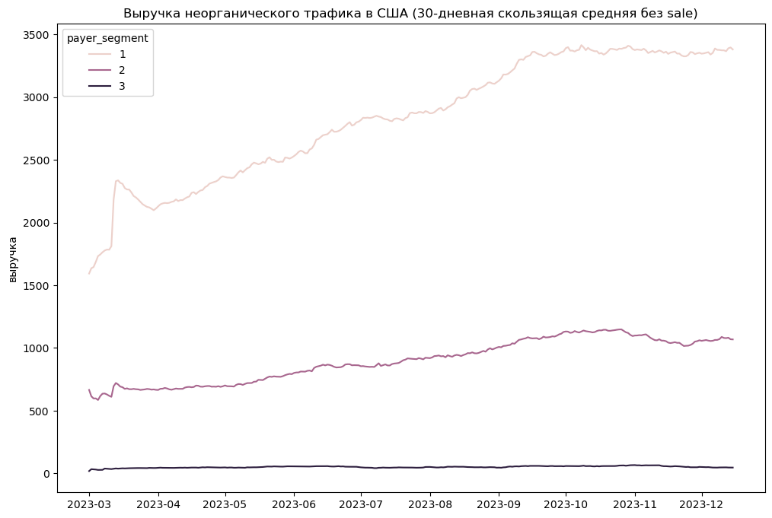 Выручка неорганического трафика в США (30-дневная скользящая средняя без sale)
payer_segment
1
2
3
3500
3000
2500
2000
1500
1000
500
0
выручка
2023-03 2023-04 2023-05 2023-06 2023-07 2023-08 2023-09 2023-10 2023-11 2023-12